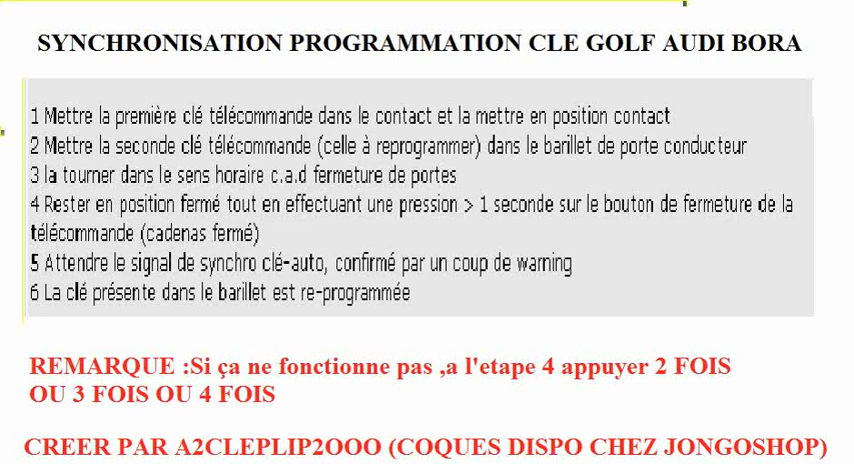 SYNCHRONISATION PROGRAMMATION CLE GOLF AUDI BORA
1 Mettre la première clé télécommande dans le contact et la mettre en position contact
2 Mettre la seconde clé télécommande (celle à reprogrammer) dans le barillet de porte conducteur
3 la tourner dans le sens horaire c.a.d fermeture de portes
4 Rester en position fermé tout en effectuant une pression > 1 seconde sur le bouton de fermeture de la
télécommande (cadenas fermé)
5 Attendre le signal de synchro clé-auto, confirmé par un coup de warning
6 La clé présente dans le barillet est re-programmée
REMARQUE :Si ça ne fonctionne pas ,a l'etape 4 appuyer 2 FOIS
OU 3 FOIS OU 4 FOIS
CREER PAR A2CLEPLIP2OOO (COQUES DISPO CHEZ JONGOSHOP)